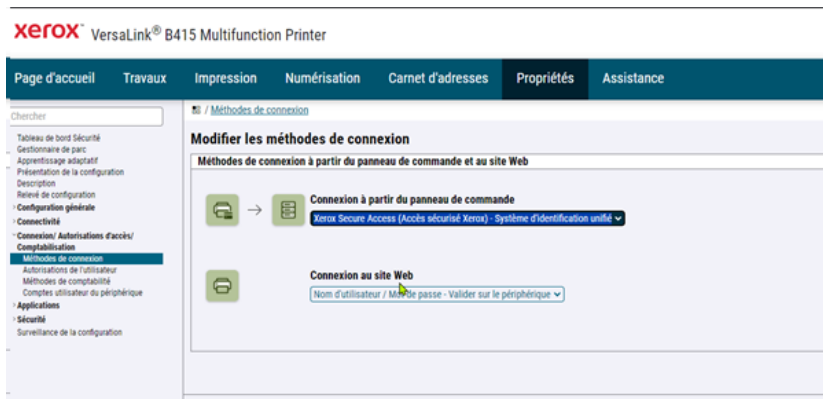 xerox™ VersaLink® B415 Multifunction Printer
Page d'accueil Travaux Impression Numérisation Carnet d'adresses Propriétés Assistance
Chercher
/ Méthodes de connexion
Tableau de bord Sécurité
Gestionnaire de parc
Apprentissage adaptatif
Présentation de la configuration
Description
Relevé de configuration
Configuration générale
Connectivité
Connexion/ Autorisations d'accès/
Comptabilisation
Méthodes de connexion
Autorisations de l'utilisateur
Méthodes de comptabilité
Comptes utilisateur du périphérique
Applications
Sécurité
Surveillance de la configuration
Modifier les méthodes de connexion
Méthodes de connexion à partir du panneau de commande et au site Web
Connexion à partir du panneau de commande
Xerox Secure Access (Accès sécurisé Xerox) - Système d'identification unifié
Connexion au site Web
Nom d'utilisateur / Mot de passe - Valider sur le périphérique